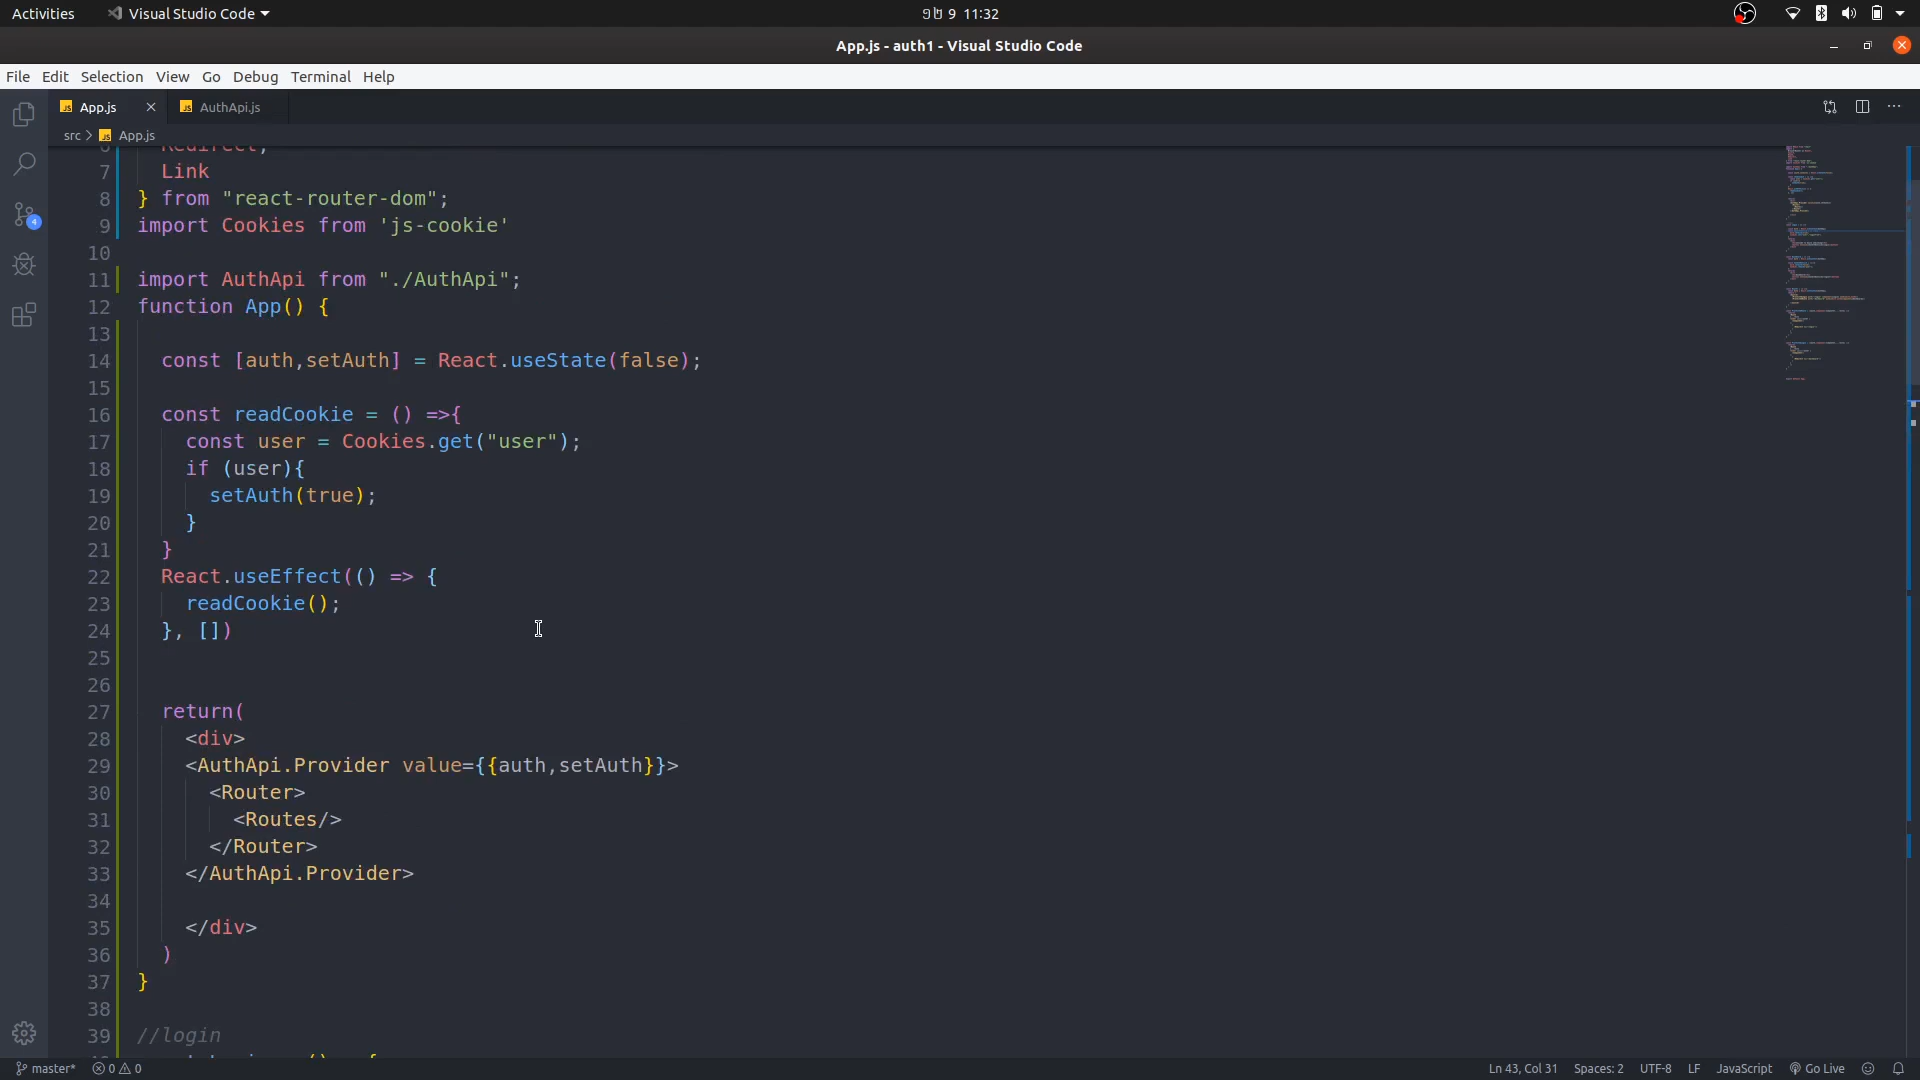 Activities Visual Studio Code 11:32
App.js - auth1 - Visual Studio Code
File Edit Selection View Go Debug Terminal Help
JS App.js × JS AuthApi.js ···
src > JS App.js
6 Redirect,
7 Link
8 } from "react-router-dom";
9 import Cookies from 'js-cookie'
10
11 import AuthApi from "./AuthApi";
12 function App() {
13
14 const [auth,setAuth] = React.useState(false);
15
16 const readCookie = () =>{
17 const user = Cookies.get("user");
18 if (user){
19 setAuth(true);
20 }
21 }
22 React.useEffect(() => {
23 readCookie();
24 }, [])
25
26
27 return(
28 <div>
29 <AuthApi.Provider value={{auth,setAuth}}>
30 <Router>
31 <Routes/>
32 </Router>
33 </AuthApi.Provider>
34
35 </div>
36 )
37 }
38
39 //login
4
master* 0 0 Ln 43, Col 31 Spaces: 2 UTF-8 LF JavaScript Go Live